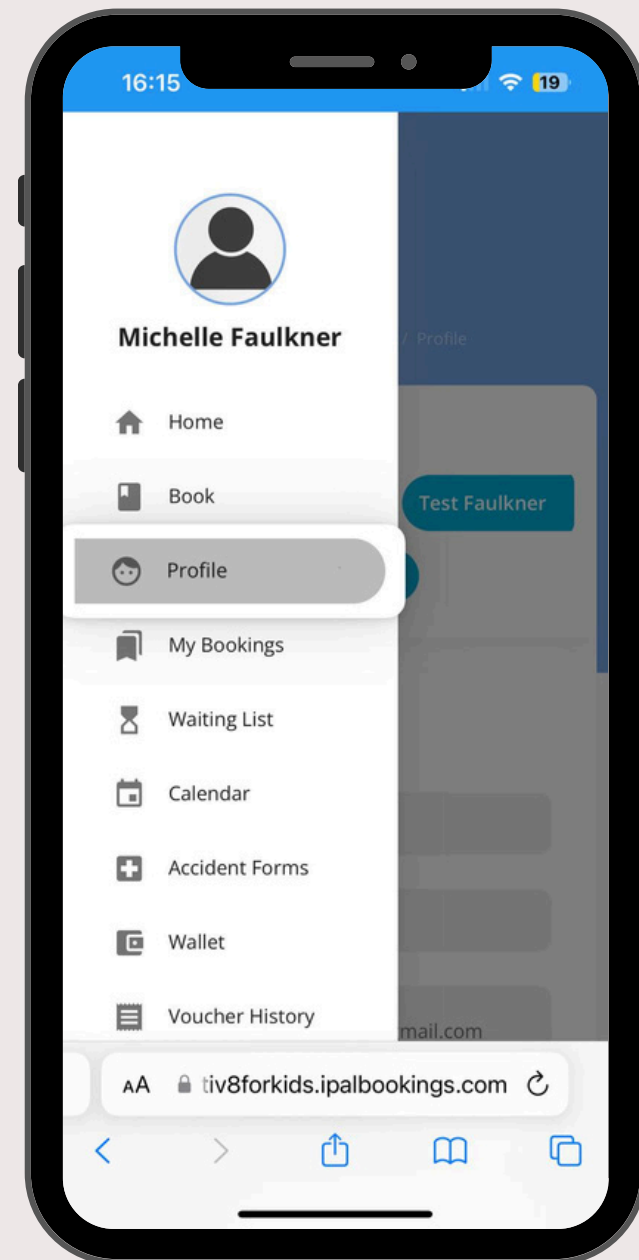 16:15
19
Michelle Faulkner
/ Profile
Home
Book
Test Faulkner
Profile
My Bookings
Waiting List
Calendar
Accident Forms
Wallet
Voucher History
mail.com
AA tiv8forkids.ipalbookings.com